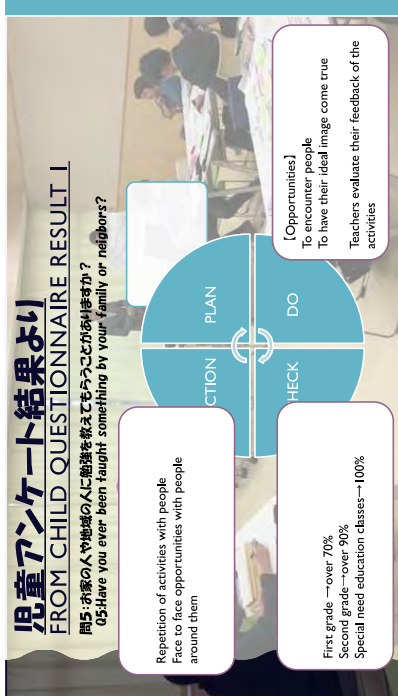 児童アンケート結果より
FROM CHILD QUESTIONNAIRE RESULT 1
問5:お家の人や地域の人に勉強を教えてもらうことがありますか?
Q5:Have you ever been taught something by your family or neigbors?
PLAN
DO
HECK
CTION
【Opportunities】
To encounter people
To have their ideal image come true
Teachers evaluate their feedback of the
activities
First grade →over 70%
Second grade→over 90%
Special need education classes→100%
Repetition of activities with people
Face to face opportunities with people
around them